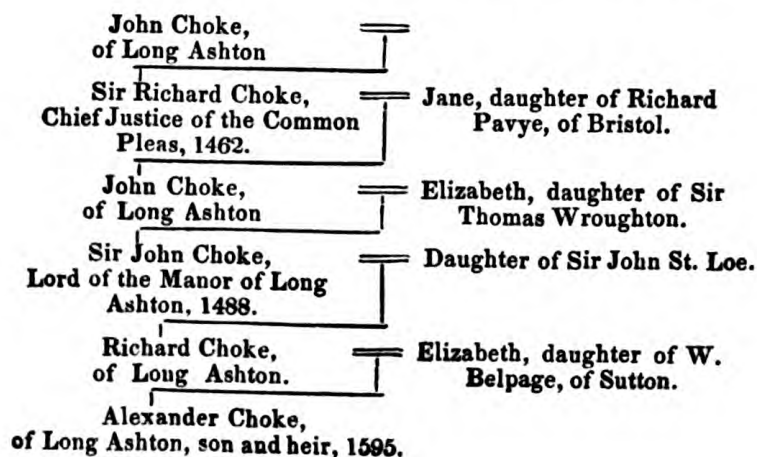 John Choke,
of Long Ashton
Sir Richard Choke,
Chief Justice of the Common
Pleas, 1462.
Jane, daughter of Richard
Pavye, of Bristol.
John Choke,
of Long Ashton
Elizabeth, daughter of Sir
Thomas Wroughton.
Sir John Choke,
Lord of the Manor of Long
Ashton, 1488.
Daughter of Sir John St. Loe.
Richard Choke,
of Long Ashton.
Elizabeth, daughter of W.
Belpage, of Sutton.
Alexander Choke,
of Long Ashton, son and heir, 1595.